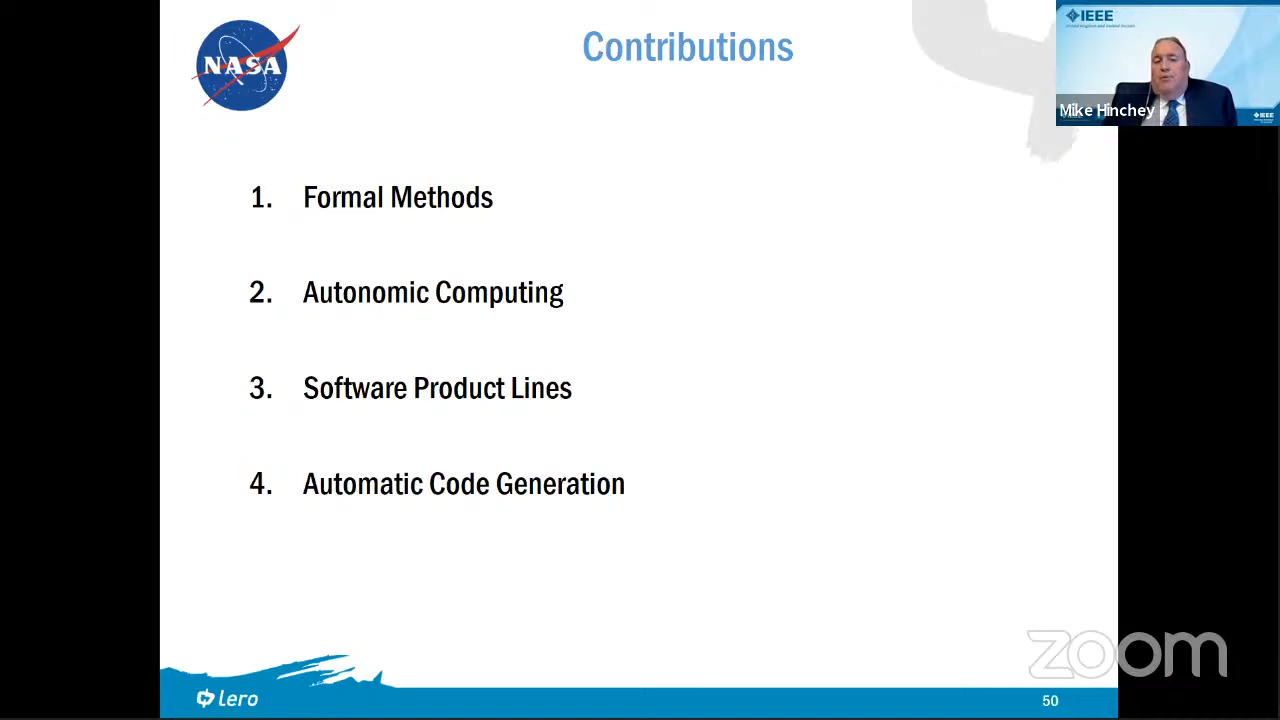 NASA
Contributions
IEEE
Mike Hinchey
IEEE
1. Formal Methods
2. Autonomic Computing
3. Software Product Lines
4. Automatic Code Generation
zoom
lero
50